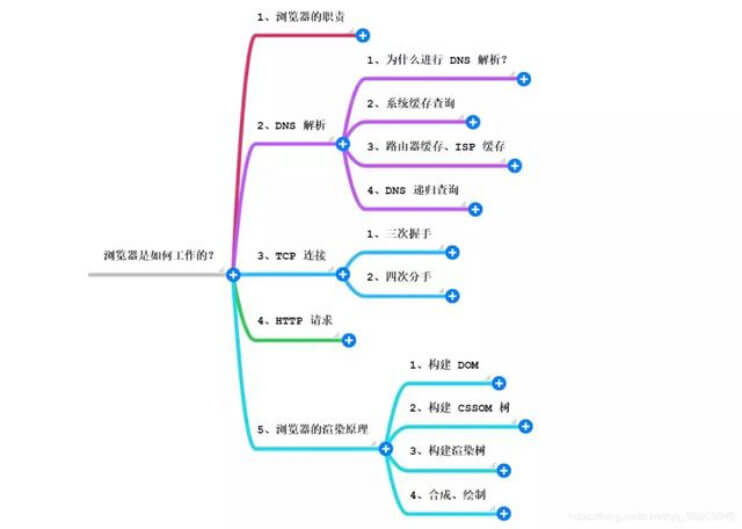 浏览器是如何工作的?
1、浏览器的职责
2、DNS 解析
1、为什么进行 DNS 解析?
2、系统缓存查询
3、路由器缓存、ISP 缓存
4、DNS 递归查询
3、TCP 连接
1、三次握手
2、四次分手
4、HTTP 请求
5、浏览器的渲染原理
1、构建 DOM
2、构建 CSSOM 树
3、构建渲染树
4、合成、绘制